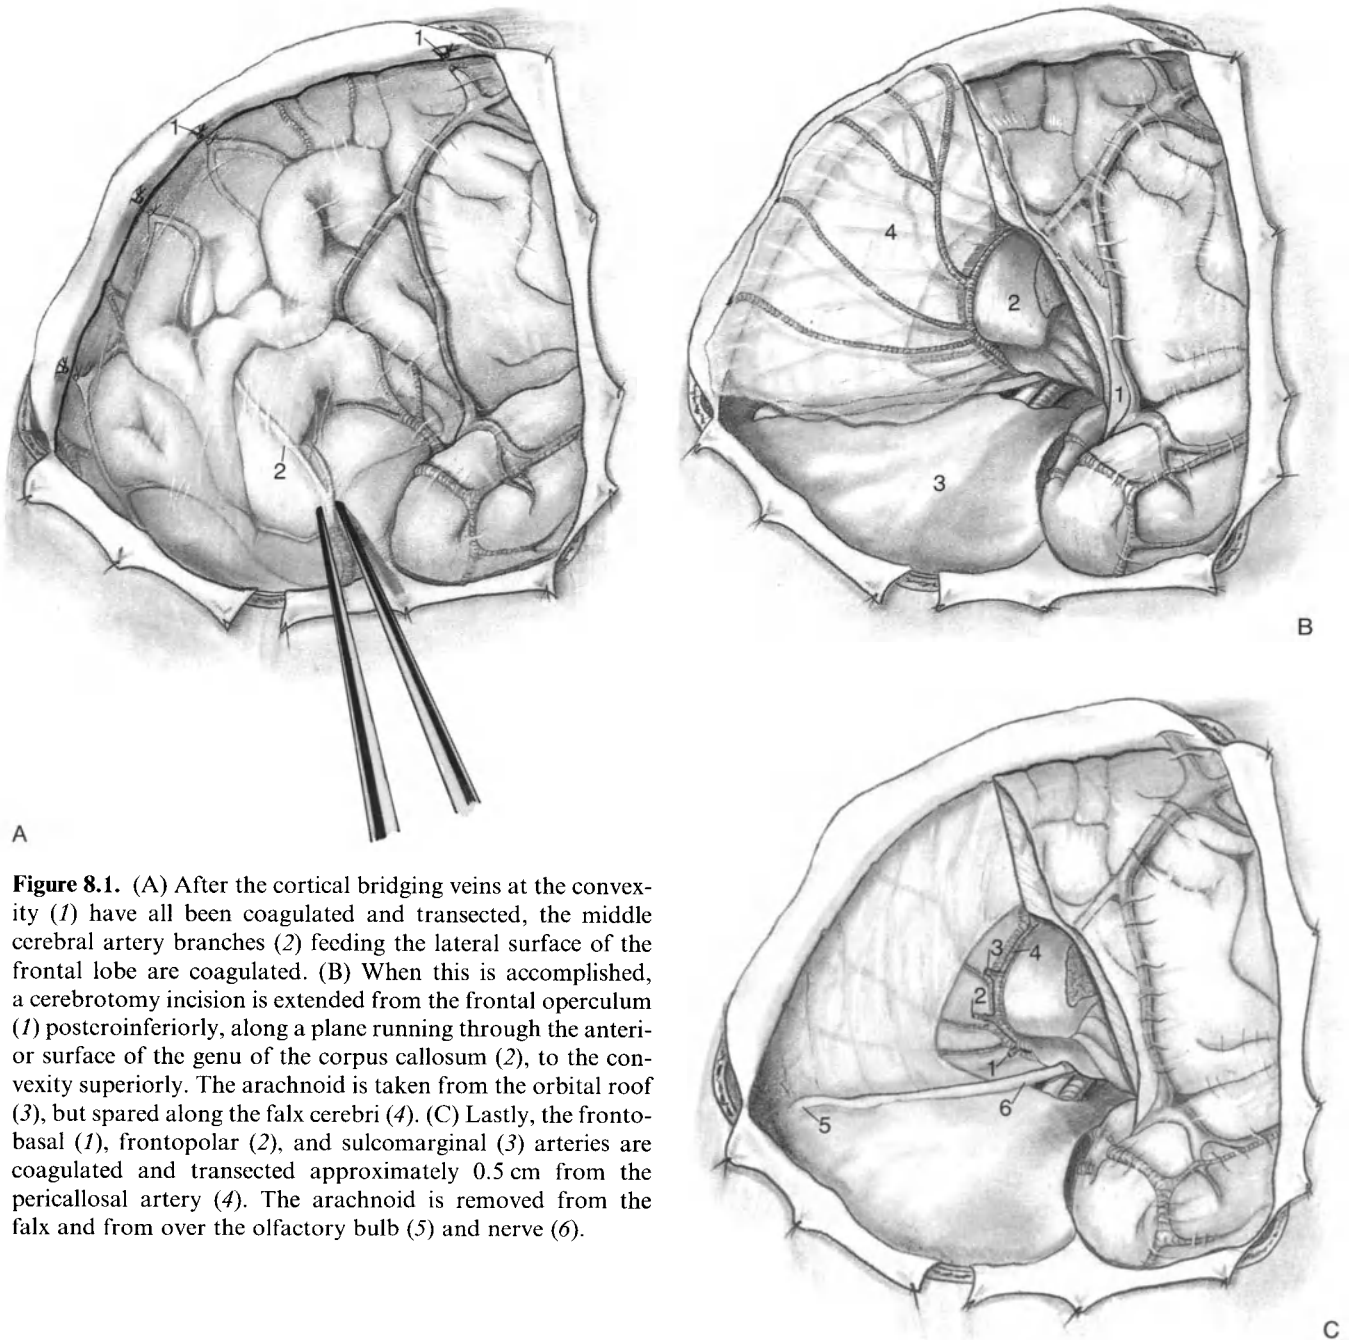 1
1
2
A
4
2
1
3
B
3
4
2
1
6
5
C
Figure 8.1. (A) After the cortical bridging veins at the convex-
ity (1) have all been coagulated and transected, the middle
cerebral artery branches (2) feeding the lateral surface of the
frontal lobe are coagulated. (B) When this is accomplished,
a cerebrotomy incision is extended from the frontal operculum
(1) posteroinferiorly, along a plane running through the anteri-
or surface of the genu of the corpus callosum (2), to the con-
vexity superiorly. The arachnoid is taken from the orbital roof
(3), but spared along the falx cerebri (4). (C) Lastly, the fronto-
basal (1), frontopolar (2), and sulcomarginal (3) arteries are
coagulated and transected approximately 0.5 cm from the
pericallosal artery (4). The arachnoid is removed from the
falx and from over the olfactory bulb (5) and nerve (6).